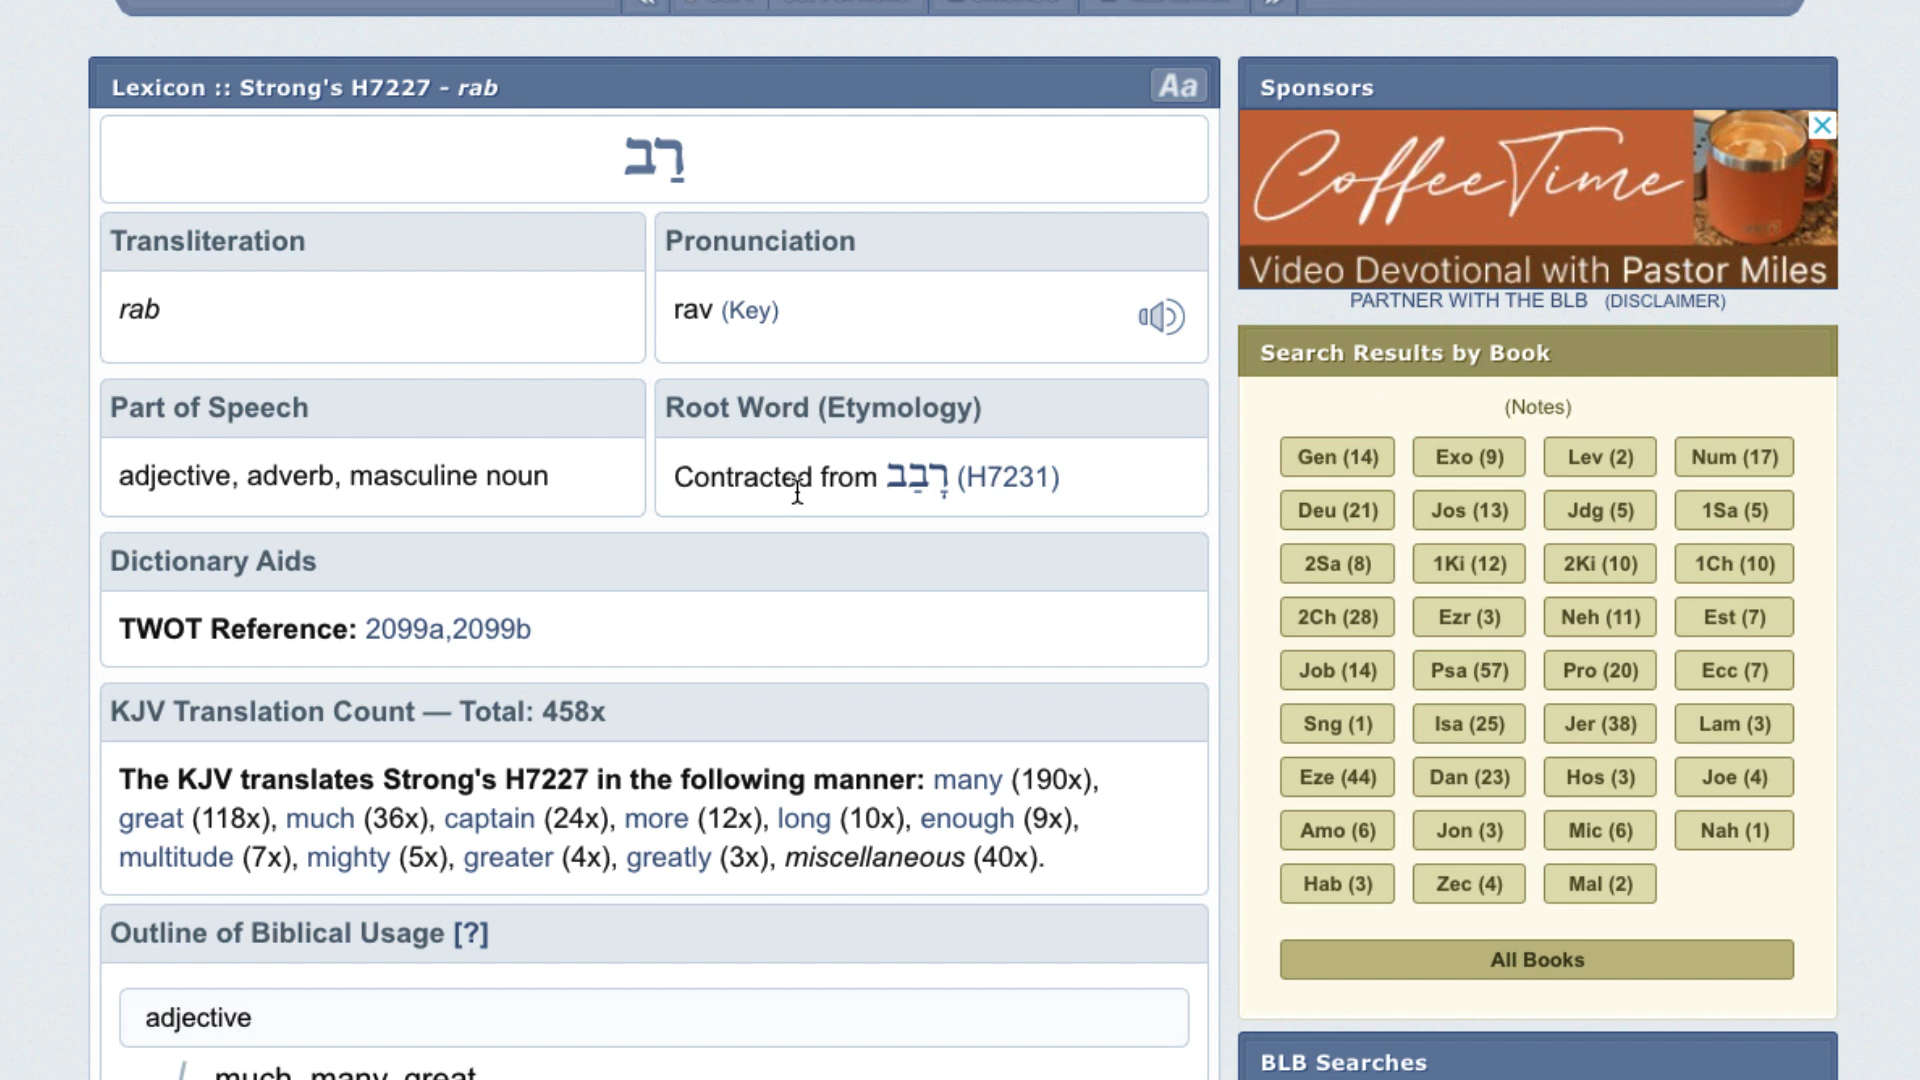 Lexicon :: Strong's H7227 - rab
Aa
רַב
Transliteration
Pronunciation
rab
rav (Key)
Part of Speech
Root Word (Etymology)
adjective, adverb, masculine noun
Contracted from רָבַב (H7231)
Dictionary Aids
TWOT Reference: 2099a,2099b
KJV Translation Count — Total: 458x
The KJV translates Strong's H7227 in the following manner: many (190x),
great (118x), much (36x), captain (24x), more (12x), long (10x), enough (9x),
multitude (7x), mighty (5x), greater (4x), greatly (3x), miscellaneous (40x).
Outline of Biblical Usage [?]
adjective
much, many, great
Sponsors
Coffee Time
Video Devotional with Pastor Miles
PARTNER WITH THE BLB (DISCLAIMER)
Search Results by Book
(Notes)
Gen (14) Exo (9) Lev (2) Num (17)
Deu (21) Jos (13) Jdg (5) 1Sa (5)
2Sa (8) 1Ki (12) 2Ki (10) 1Ch (10)
2Ch (28) Ezr (3) Neh (11) Est (7)
Job (14) Psa (57) Pro (20) Ecc (7)
Sng (1) Isa (25) Jer (38) Lam (3)
Eze (44) Dan (23) Hos (3) Joe (4)
Amo (6) Jon (3) Mic (6) Nah (1)
Hab (3) Zec (4) Mal (2)
All Books
BLB Searches